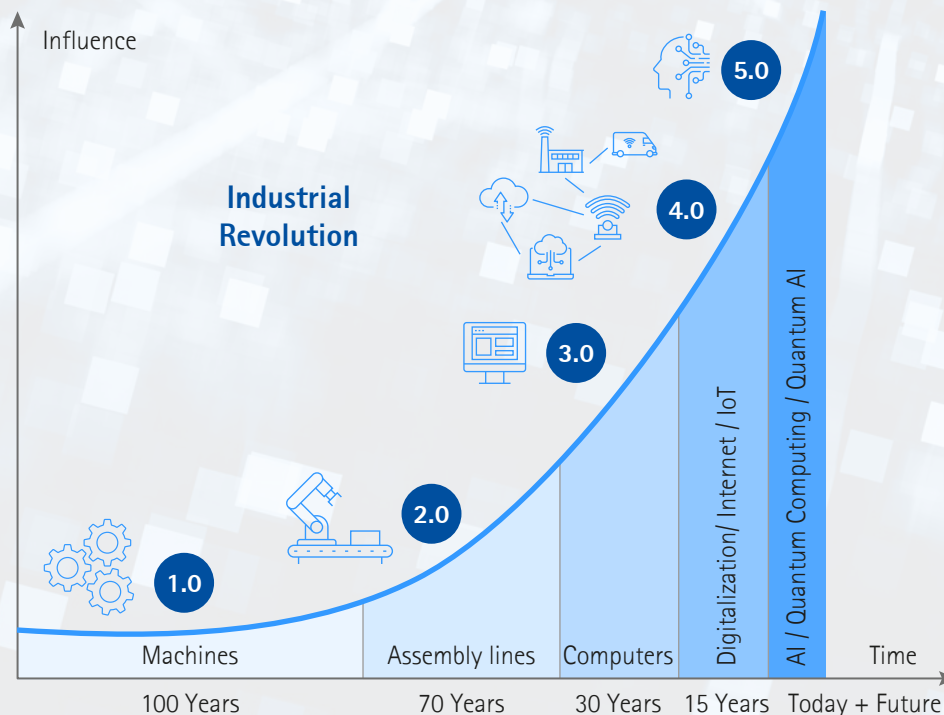 Influence
5.0
Industrial
Revolution
4.0
3.0
2.0
1.0
Machines
Assembly lines
Computers
Digitalization/ Internet / IoT
AI / Quantum Computing / Quantum AI
Time
100 Years
70 Years
30 Years
15 Years
Today + Future